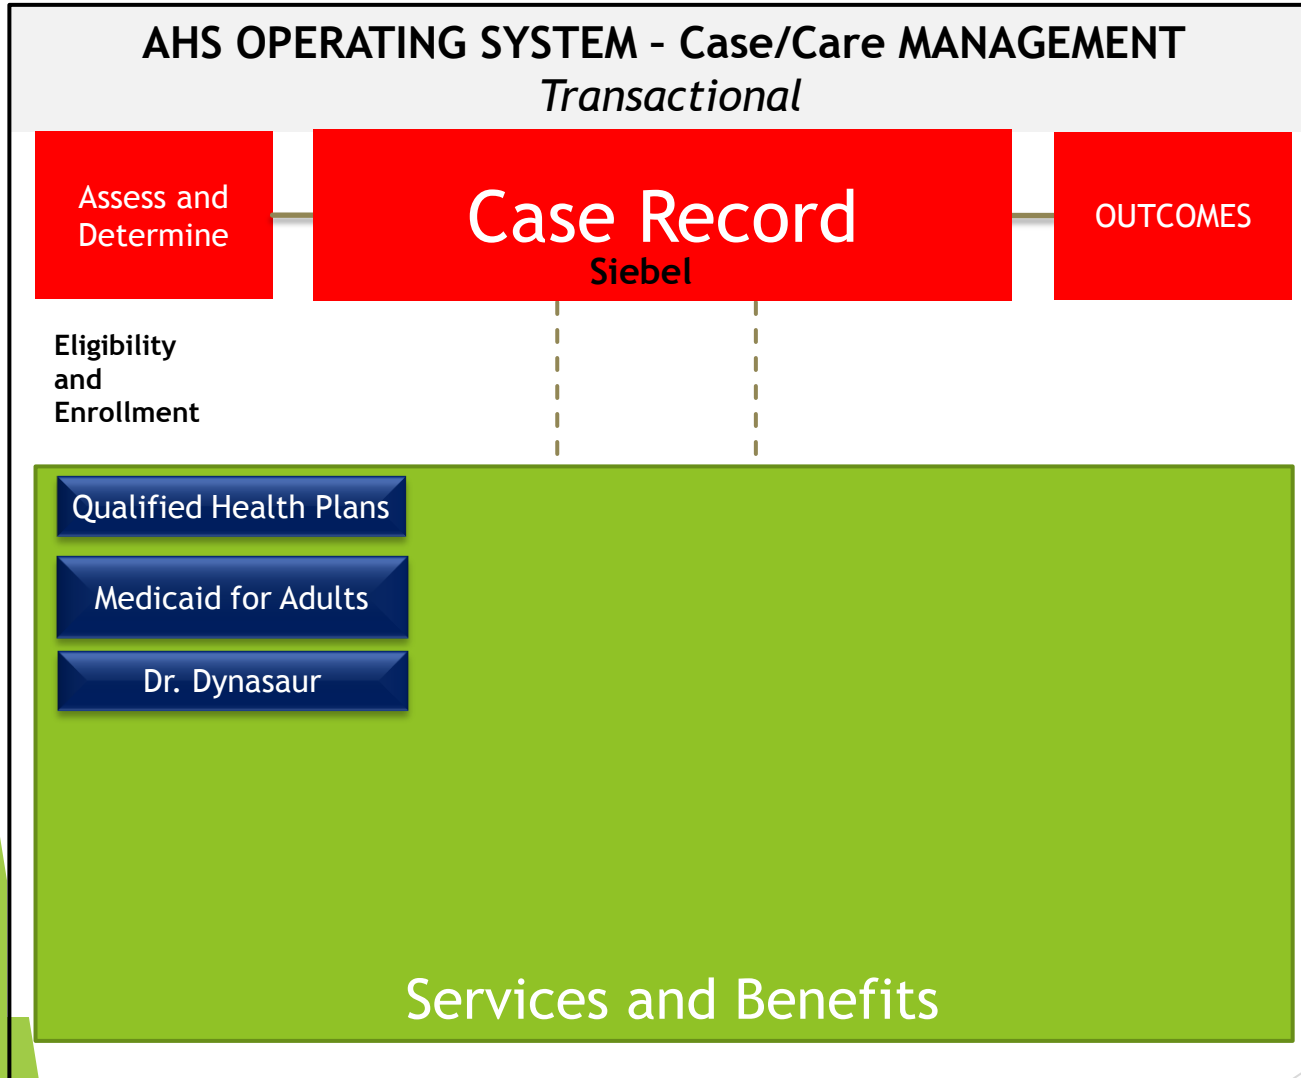 AHS OPERATING SYSTEM – Case/Care MANAGEMENT
Transactional
Assess and
Determine
Case Record
Siebel
OUTCOMES
Eligibility
and
Enrollment
Qualified Health Plans
Medicaid for Adults
Dr. Dynasaur
Services and Benefits